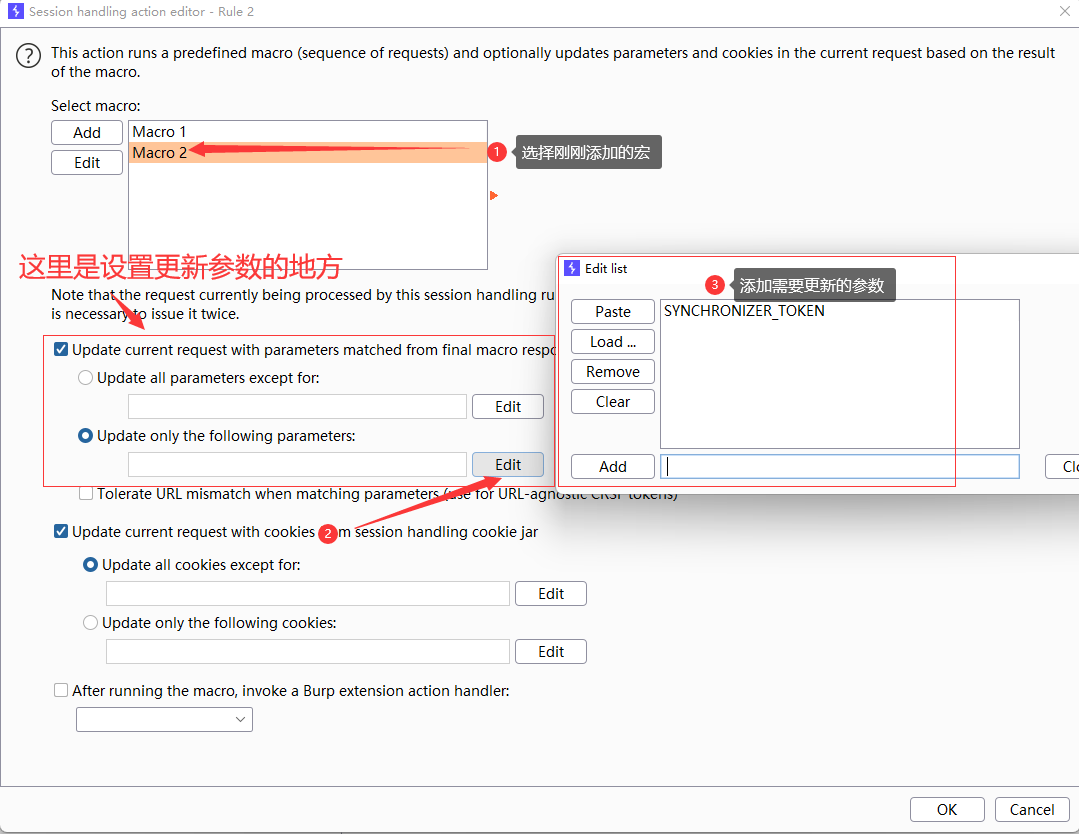 Session handling action editor - Rule 2
? This action runs a predefined macro (sequence of requests) and optionally updates parameters and cookies in the current request based on the result
of the macro.
Select macro:
Add
Edit
Macro 1
Macro 2
1 选择刚刚添加的宏
这里是设置更新参数的地方
Note that the request currently being processed by this session handling ru
is necessary to issue it twice.
Update current request with parameters matched from final macro respo
Update all parameters except for:
Edit
Update only the following parameters:
Edit
Tolerate URL mismatch when matching parameters (use for URL-agnostic CRSF tokens)
Edit list
3 添加需要更新的参数
Paste
SYNCHRONIZER_TOKEN
Load ...
Remove
Clear
Add
Clo
Update current request with cookies 2 m session handling cookie jar
Update all cookies except for:
Edit
Update only the following cookies:
Edit
After running the macro, invoke a Burp extension action handler:
OK
Cancel